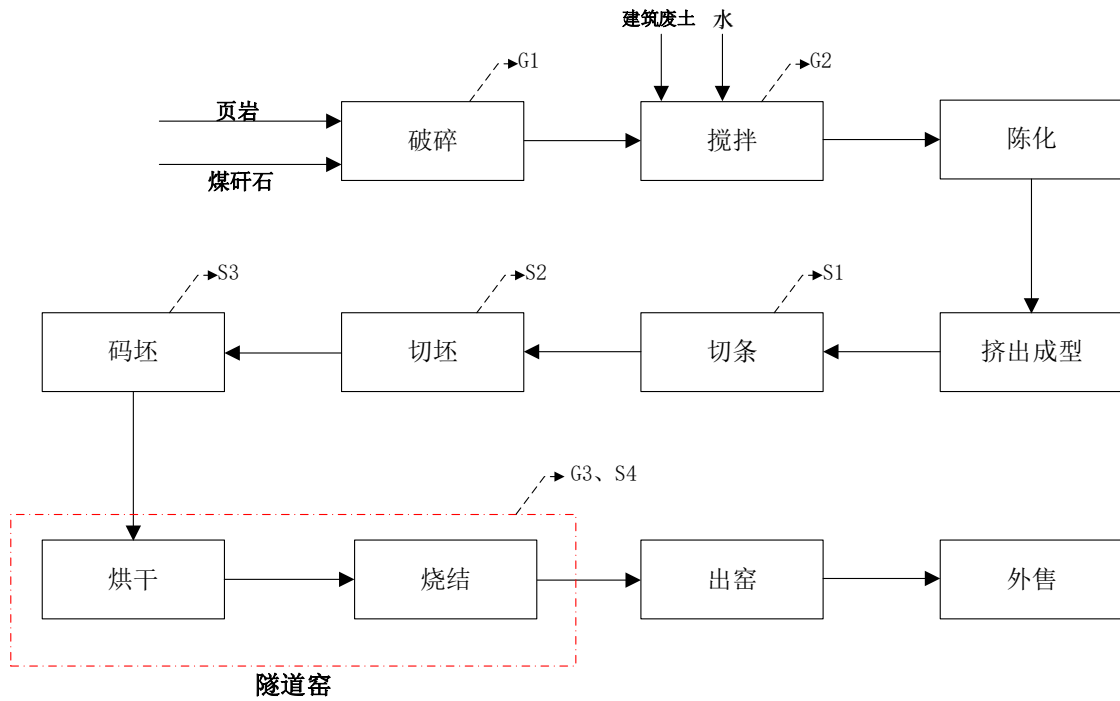 建筑废土 水
G1
G2
页岩
煤矸石
破碎
搅拌
陈化
S3
S2
S1
码坯
切坯
切条
挤出成型
G3、S4
烘干
烧结
出窑
外售
隧道窑